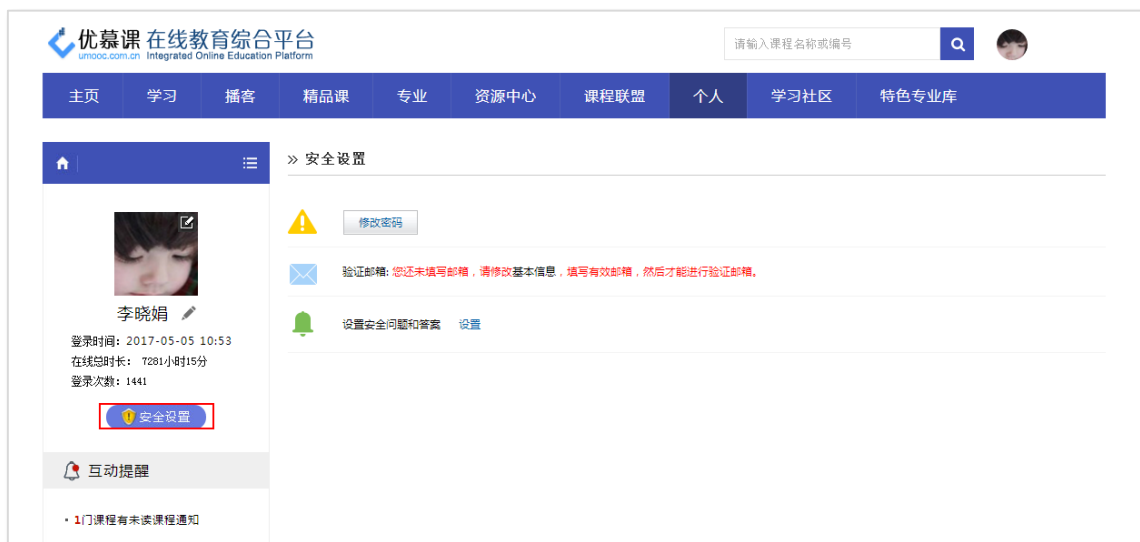 优慕课 在线教育综合平台
umooc.com.cn Integrated Online Education Platform
请输入课程名称或编号
主页 学习 播客 精品课 专业 资源中心 课程联盟 个人 学习社区 特色专业库
» 安全设置
修改密码
验证邮箱: 您还未填写邮箱，请修改基本信息，填写有效邮箱，然后才能进行验证邮箱。
设置安全问题和答案 设置
李晓娟
登录时间: 2017-05-05 10:53
在线总时长: 7281小时15分
登录次数: 1441
安全设置
互动提醒
1门课程有未读课程通知